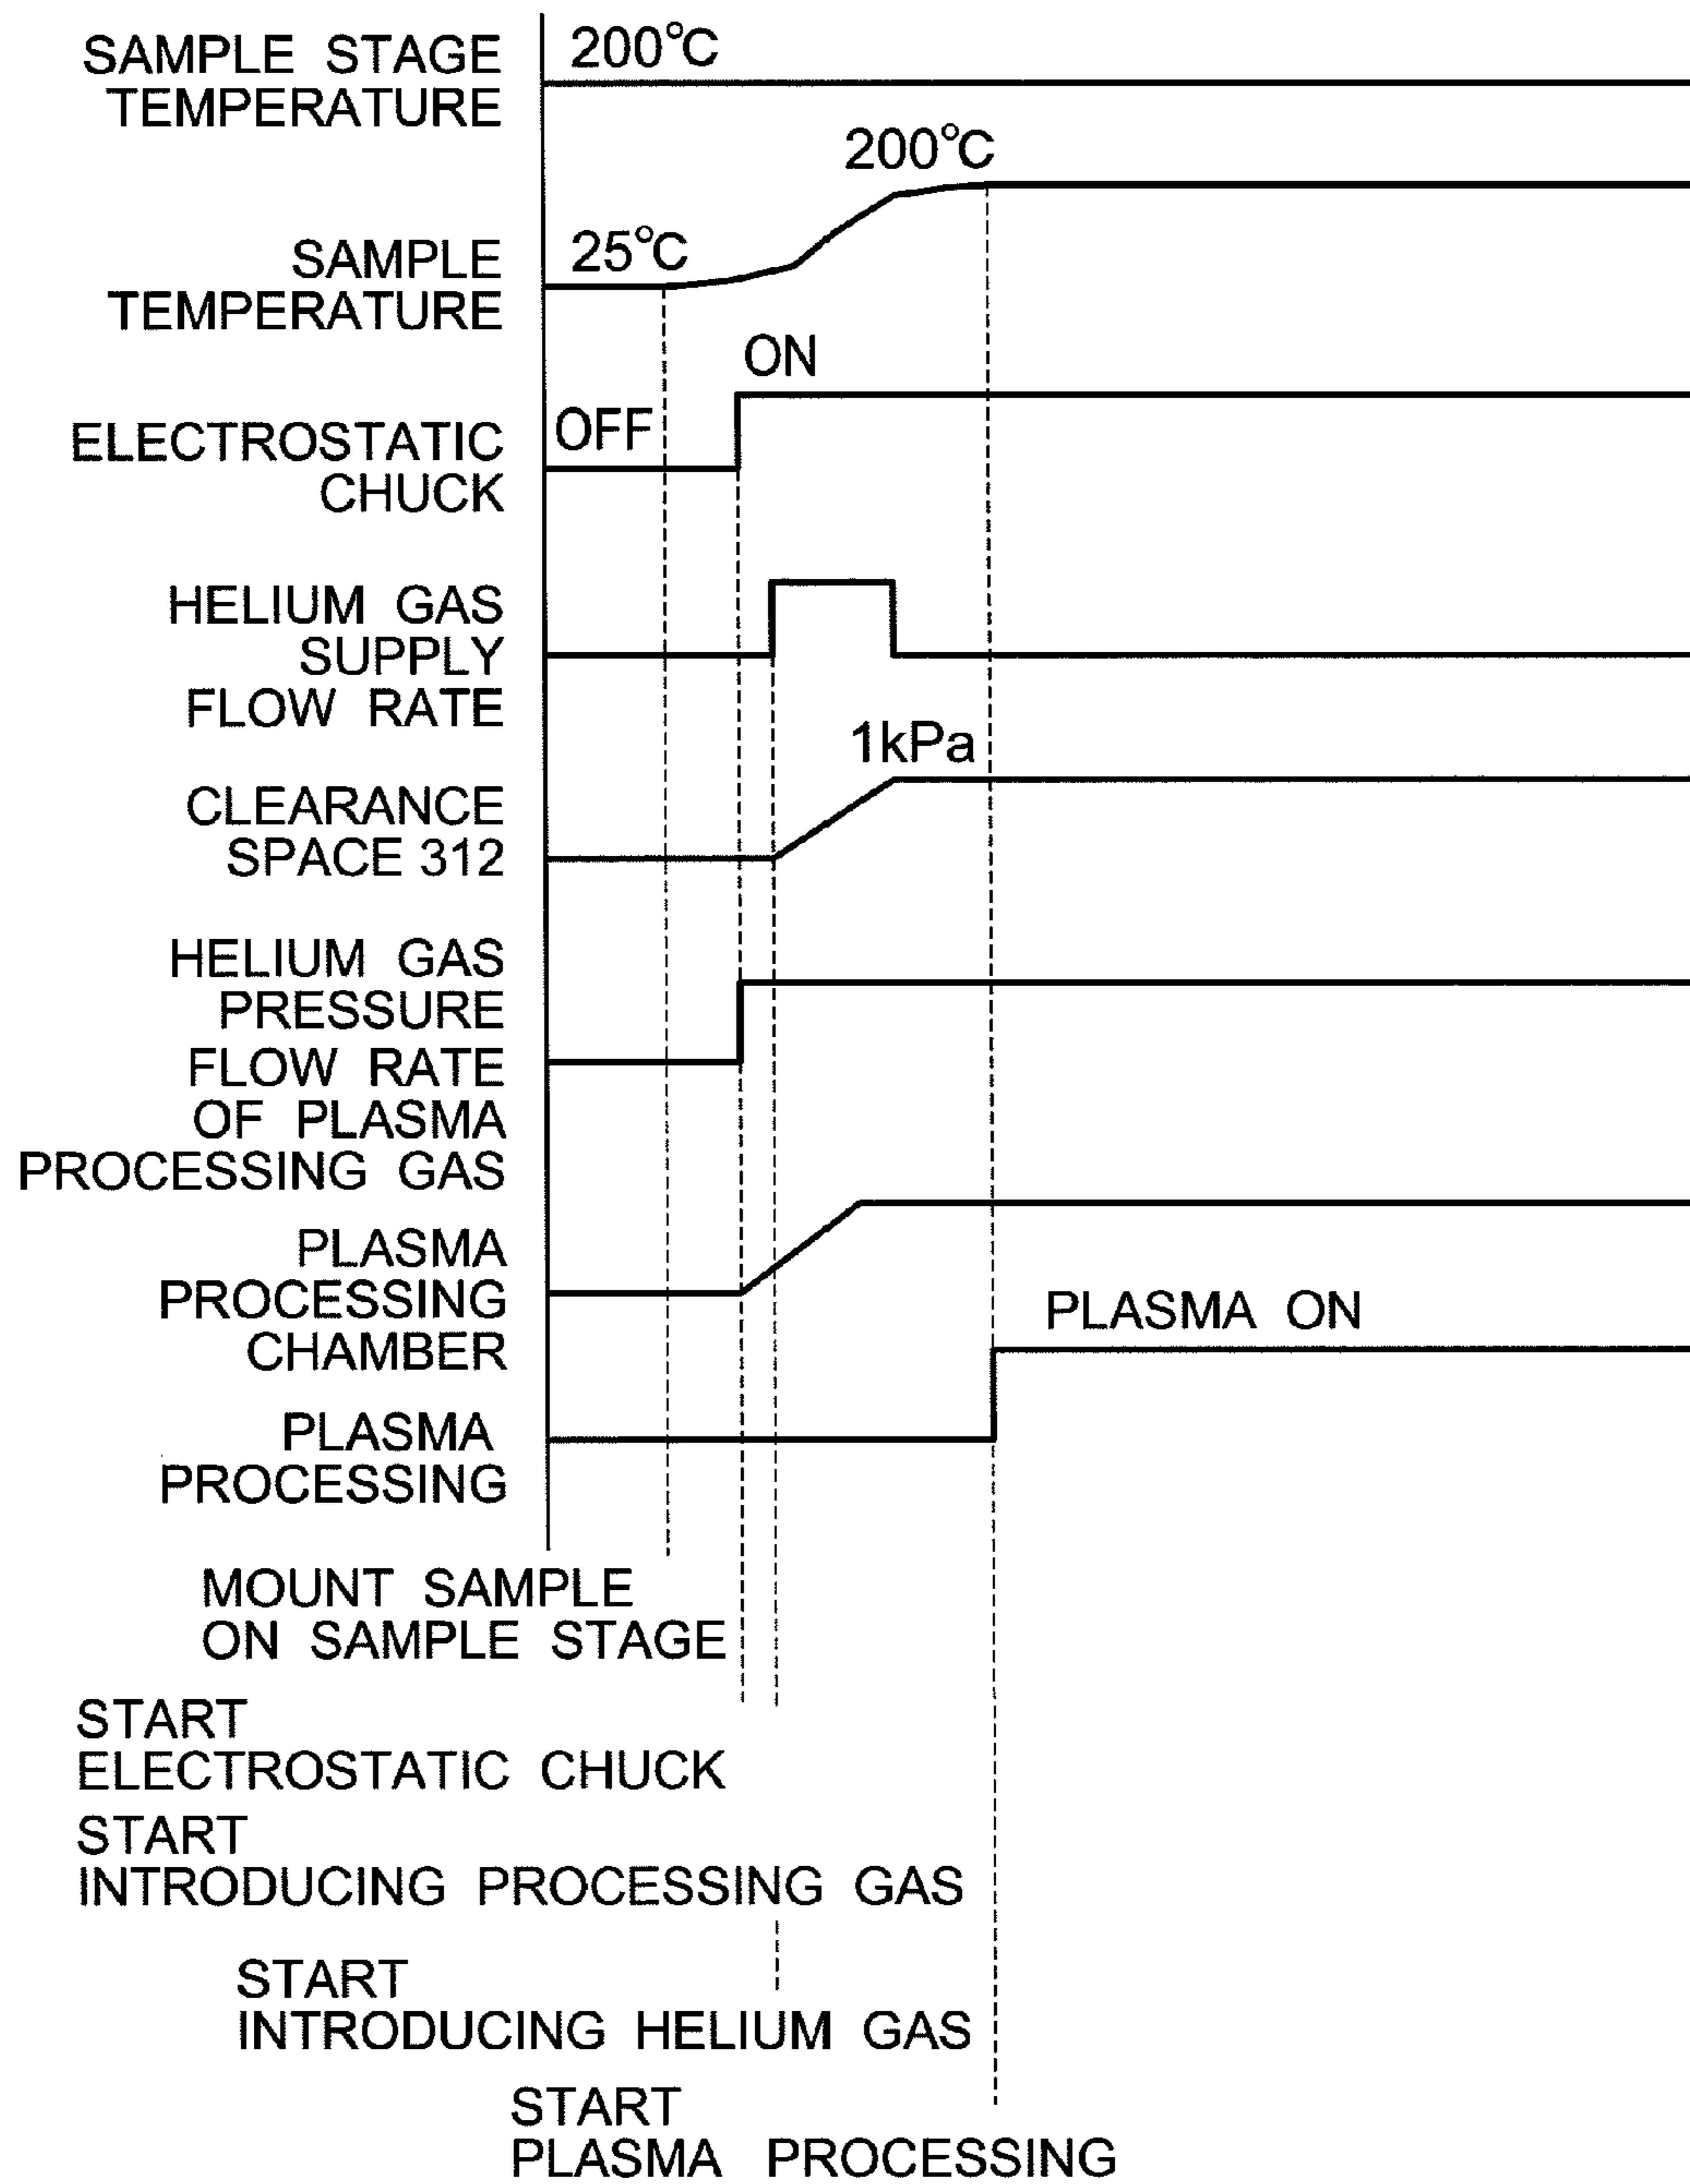 SAMPLE STAGE
TEMPERATURE
200°C
200°C
SAMPLE
TEMPERATURE
25°C
ON
ELECTROSTATIC
CHUCK
OFF
HELIUM GAS
SUPPLY
FLOW RATE
1kPa
CLEARANCE
SPACE 312
HELIUM GAS
PRESSURE
FLOW RATE
OF PLASMA
PROCESSING GAS
PLASMA
PROCESSING
CHAMBER
PLASMA ON
PLASMA
PROCESSING
MOUNT SAMPLE
ON SAMPLE STAGE
START
ELECTROSTATIC CHUCK
START
INTRODUCING PROCESSING GAS
START
INTRODUCING HELIUM GAS
START
PLASMA PROCESSING